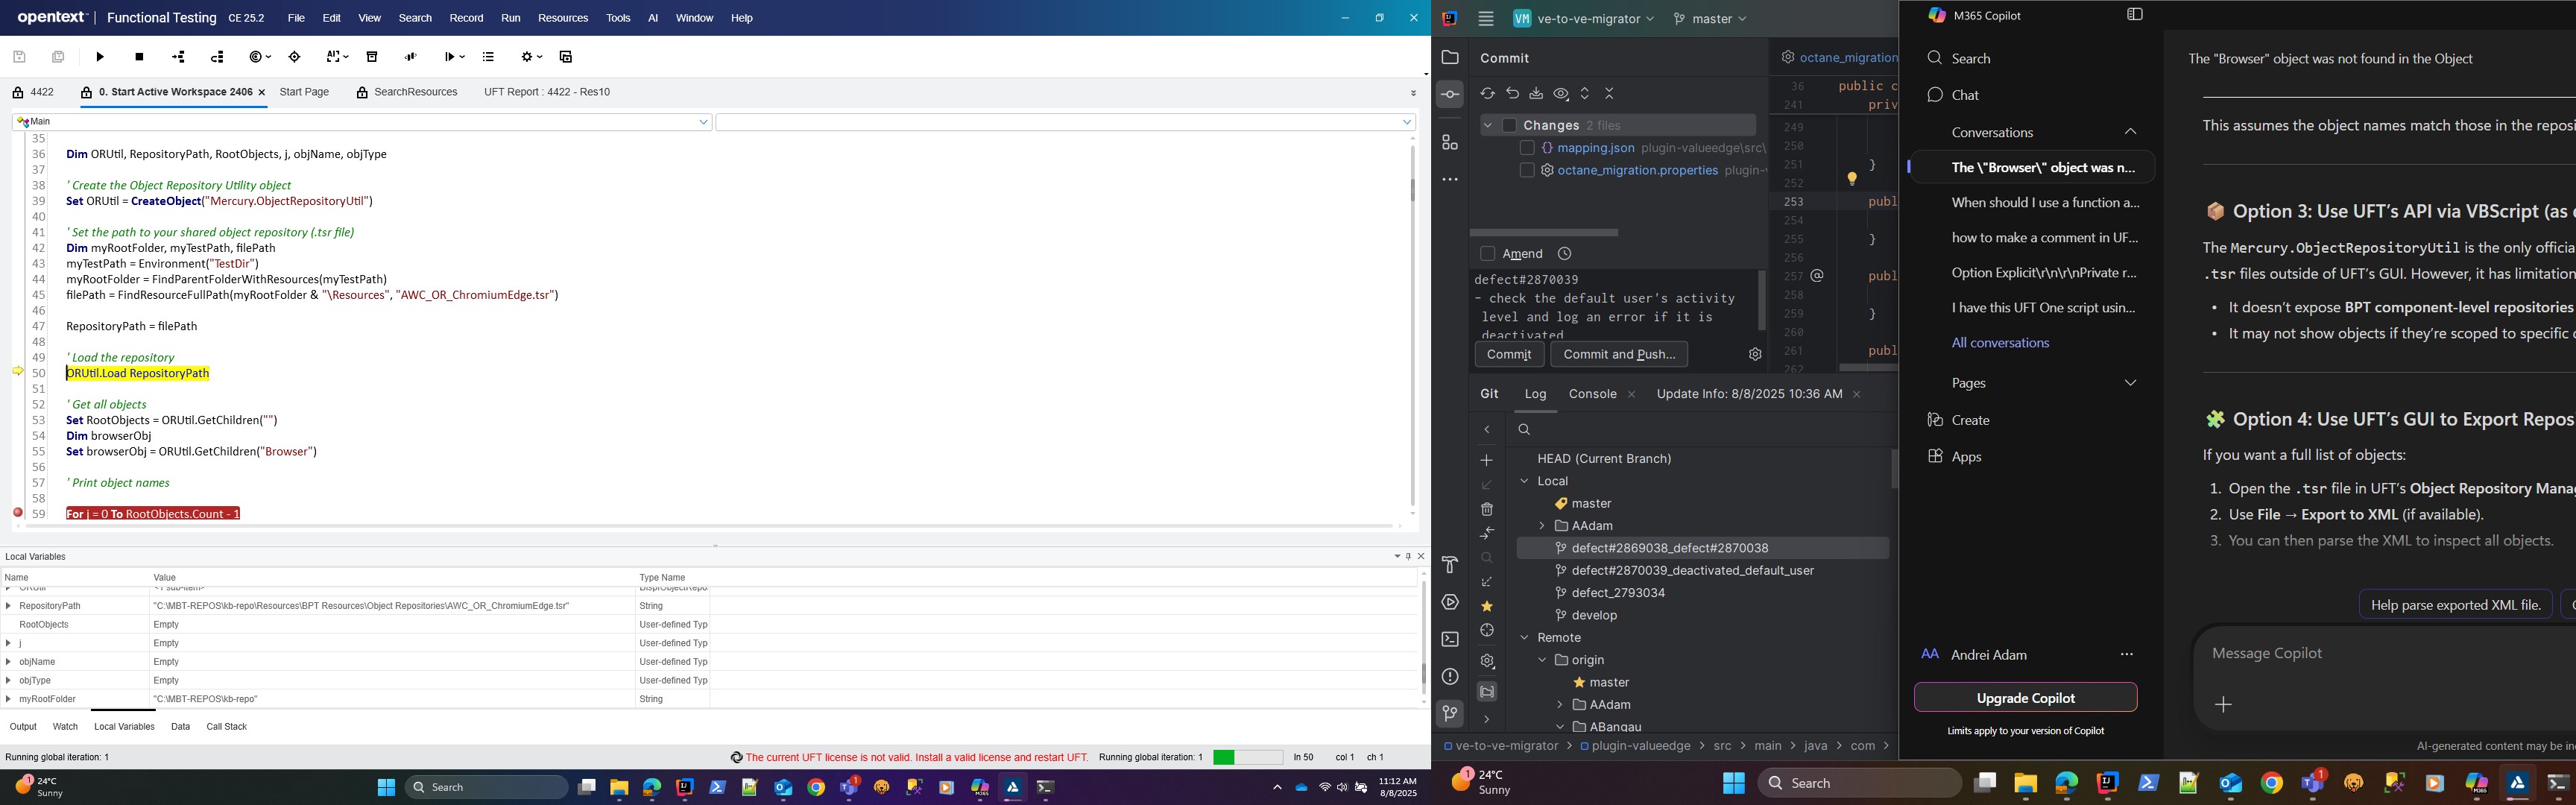 opentext™ | Functional Testing CE 25.2 File Edit View Search Record Run Resources Tools AI Window Help
4422 0. Start Active Workspace 2406 × Start Page SearchResources UFT Report : 4422 - Res10
Main
35
36 Dim ORUtil, RepositoryPath, RootObjects, j, objName, objType
37
38 ' Create the Object Repository Utility object
39 Set ORUtil = CreateObject("Mercury.ObjectRepositoryUtil")
40
41 ' Set the path to your shared object repository (.tsr file)
42 Dim myRootFolder, myTestPath, filePath
43 myTestPath = Environment("TestDir")
44 myRootFolder = FindParentFolderWithResources(myTestPath)
45 filePath = FindResourceFullPath(myRootFolder & "\Resources", "AWC_OR_ChromiumEdge.tsr")
46
47 RepositoryPath = filePath
48
49 ' Load the repository
50 ORUtil.Load RepositoryPath
51
52 ' Get all objects
53 Set RootObjects = ORUtil.GetChildren("")
54 Dim browserObj
55 Set browserObj = ORUtil.GetChildren("Browser")
56
57 ' Print object names
58
59 For j = 0 To RootObjects.Count - 1
Local Variables
Name Value Type Name
RepositoryPath "C:\MBT-REPOS\kb-repo\Resources\BPT Resources\Object Repositories\AWC_OR_ChromiumEdge.tsr" String
RootObjects Empty User-defined Typ
j Empty User-defined Typ
objName Empty User-defined Typ
objType Empty User-defined Typ
myRootFolder "C:\MBT-REPOS\kb-repo" String
Output Watch Local Variables Data Call Stack
Running global iteration: 1 The current UFT license is not valid. Install a valid license and restart UFT. Running global iteration: 1 ln 50 col 1 ch 1
1 24°C
Sunny
Search
11:12 AM
8/8/2025
VM ve-to-ve-migrator master
Commit
octane_migration
Changes 2 files
{} mapping.json plugin-valueedge\src\
octane_migration.properties plugin-
Amend
defect#2870039
- check the default user's activity
level and log an error if it is
deactivated
Commit Commit and Push...
36 public c
241 priv
249
250
251 }
252
253 publ
254
255 }
256
257 publ
258
259 }
260
261 publ
262
Git Log Console × Update Info: 8/8/2025 10:36 AM ×
HEAD (Current Branch)
Local
master
AAdam
defect#2869038_defect#2870038
defect#2870039_deactivated_default_user
defect_2793034
develop
Remote
origin
master
AAdam
ABangau
ve-to-ve-migrator > plugin-valueedge > src > main > java > com >
M365 Copilot
Search
Chat
Conversations
The \"Browser\" object was n...
When should I use a function a...
how to make a comment in UF...
Option Explicit\r\n\r\nPrivate r...
I have this UFT One script usin...
All conversations
Pages
Create
Apps
AA Andrei Adam ...
Upgrade Copilot
Limits apply to your version of Copilot
The "Browser" object was not found in the Object
This assumes the object names match those in the reposi
Option 3: Use UFT's API via VBScript (as
The Mercury.ObjectRepositoryUtil is the only officia
.tsr files outside of UFT's GUI. However, it has limitation
• It doesn't expose BPT component-level repositories
• It may not show objects if they're scoped to specific
Option 4: Use UFT's GUI to Export Repos
If you want a full list of objects:
1. Open the .tsr file in UFT's Object Repository Mana
2. Use File → Export to XML (if available).
3. You can then parse the XML to inspect all objects.
Help parse exported XML file.
Message Copilot
AI-generated content may be in
1 24°C
Sunny
Search